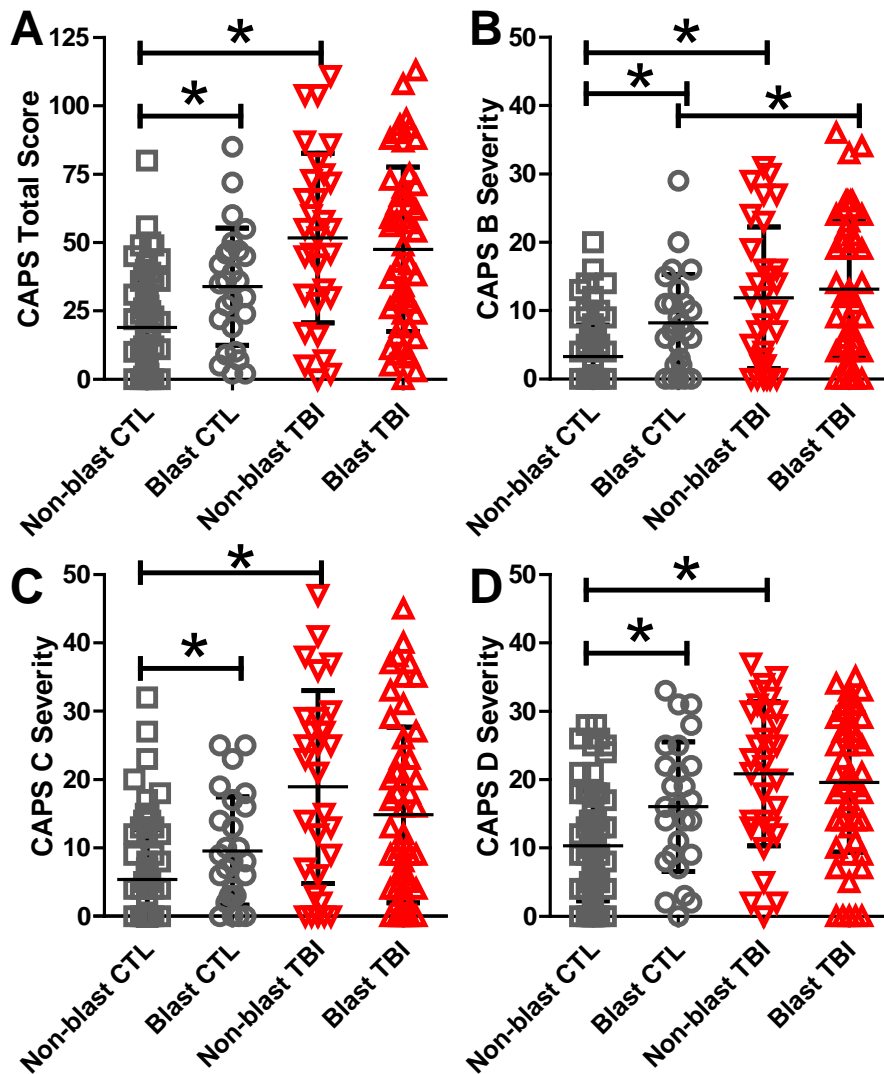 A
CAPS Total Score
125
100
75
50
25
0
*
*
Non-blast CTL
Blast CTL
Non-blast TBI
Blast TBI
B
CAPS B Severity
50
40
30
20
10
0
*
*
*
Non-blast CTL
Blast CTL
Non-blast TBI
Blast TBI
C
CAPS C Severity
50
40
30
20
10
0
*
*
Non-blast CTL
Blast CTL
Non-blast TBI
Blast TBI
D
CAPS D Severity
50
40
30
20
10
0
*
*
Non-blast CTL
Blast CTL
Non-blast TBI
Blast TBI